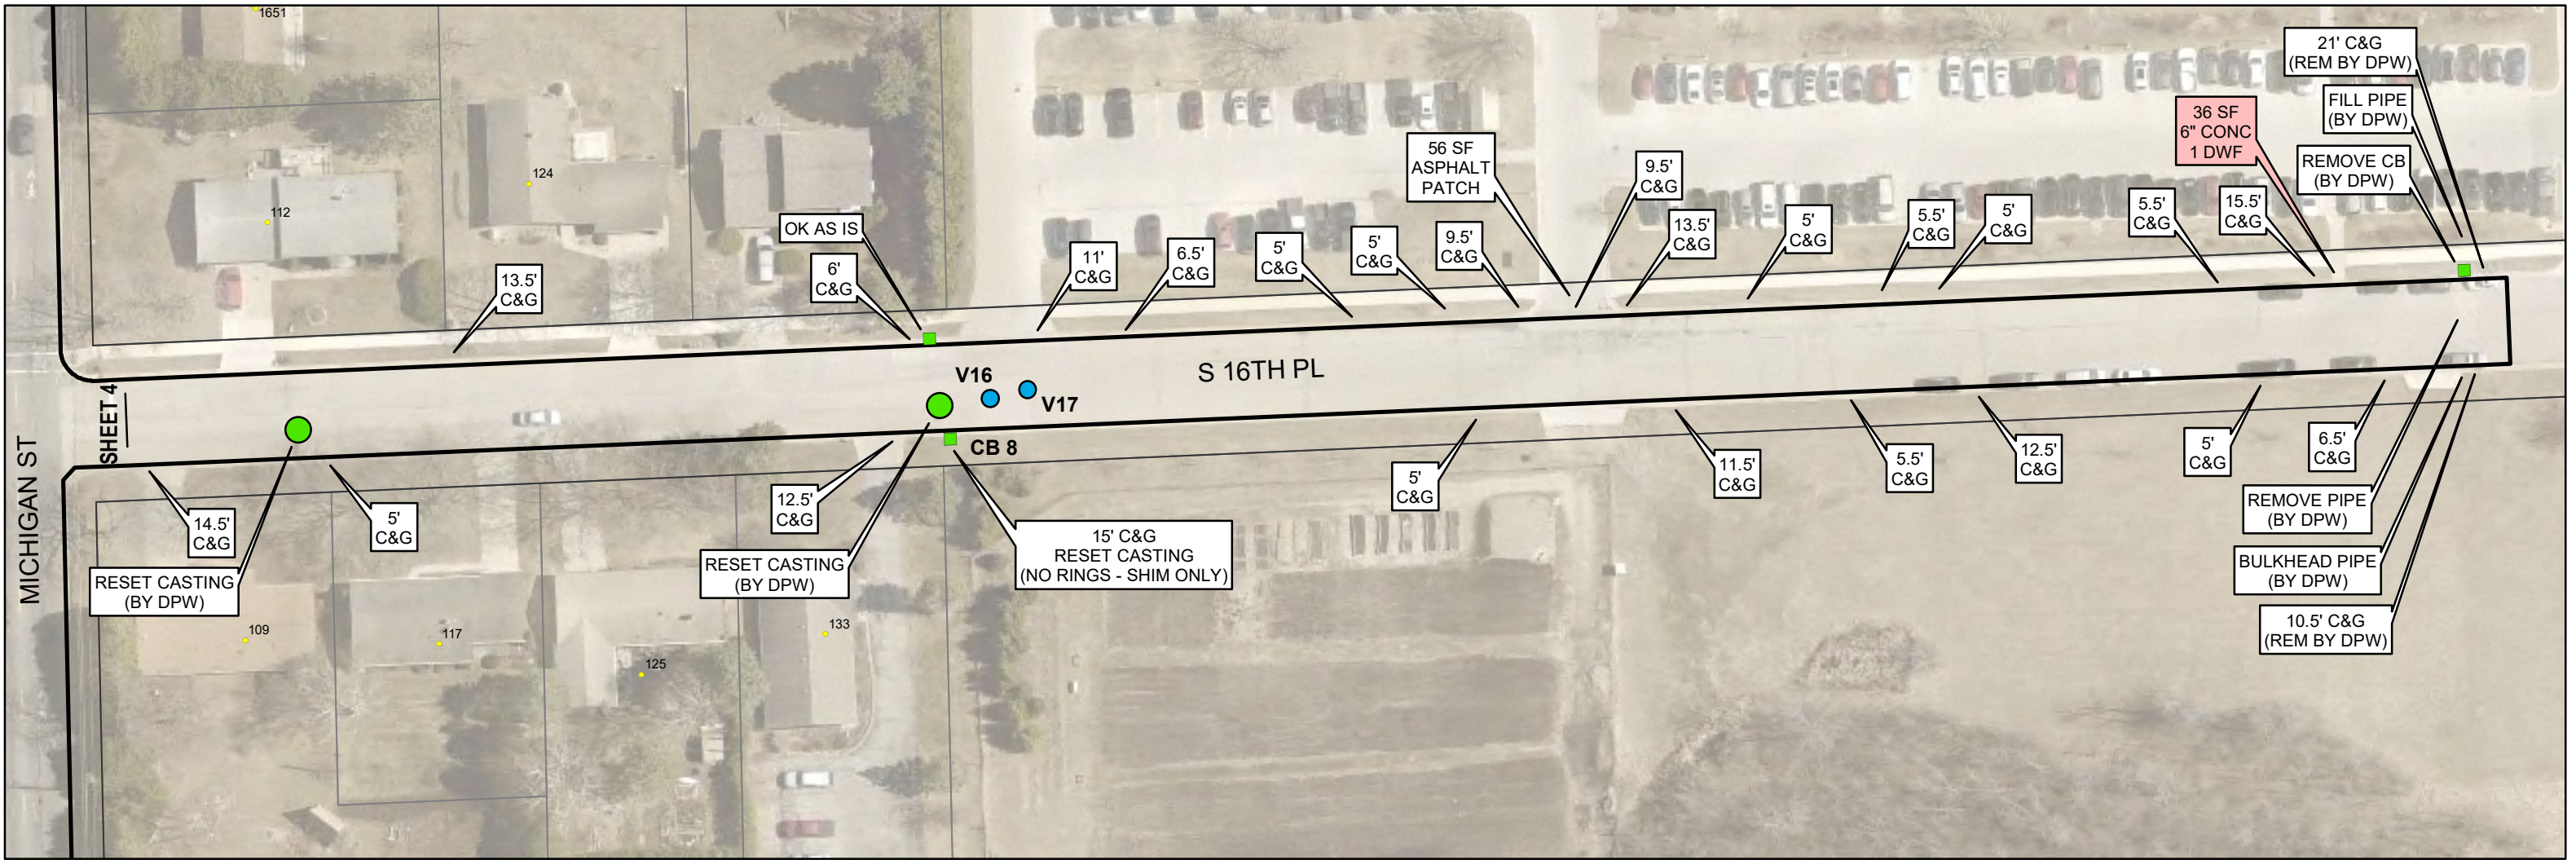 1651
21' C&G
(REM BY DPW)
FILL PIPE
(BY DPW)
36 SF
6" CONC
1 DWF
REMOVE CB
(BY DPW)
56 SF
ASPHALT
PATCH
9.5'
C&G
124
112
OK AS IS
6'
C&G
13.5'
C&G
11'
C&G
6.5'
C&G
5'
C&G
5'
C&G
9.5'
C&G
13.5'
C&G
5'
C&G
5.5'
C&G
5'
C&G
5.5'
C&G
15.5'
C&G
S 16TH PL
V16
V17
CB 8
SHEET 4
MICHIGAN ST
14.5'
C&G
5'
C&G
12.5'
C&G
5'
C&G
11.5'
C&G
5.5'
C&G
12.5'
C&G
5'
C&G
6.5'
C&G
REMOVE PIPE
(BY DPW)
BULKHEAD PIPE
(BY DPW)
10.5' C&G
(REM BY DPW)
RESET CASTING
(BY DPW)
RESET CASTING
(BY DPW)
15' C&G
RESET CASTING
(NO RINGS - SHIM ONLY)
109
117
125
133